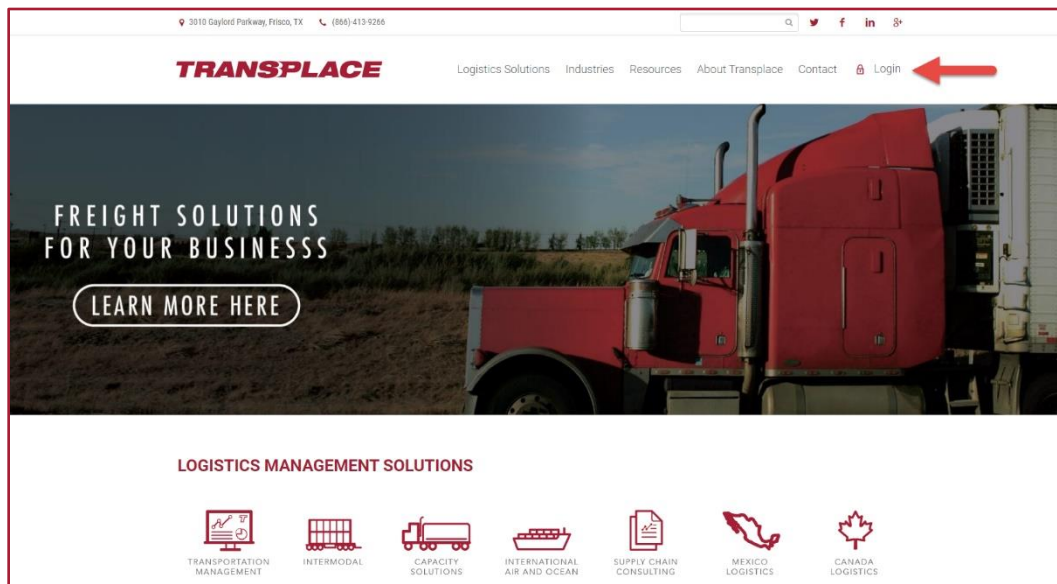 3010 Gaylord Parkway, Frisco, TX (866)-413-9266
f in g+
TRANSPLACE
Logistics Solutions Industries Resources About Transplace Contact Login
FREIGHT SOLUTIONS
FOR YOUR BUSINESSS
LEARN MORE HERE
LOGISTICS MANAGEMENT SOLUTIONS
TRANSPORTATION
MANAGEMENT
INTERMODAL
CAPACITY
SOLUTIONS
INTERNATIONAL
AIR AND OCEAN
SUPPLY CHAIN
CONSULTING
MEXICO
LOGISTICS
CANADA
LOGISTICS